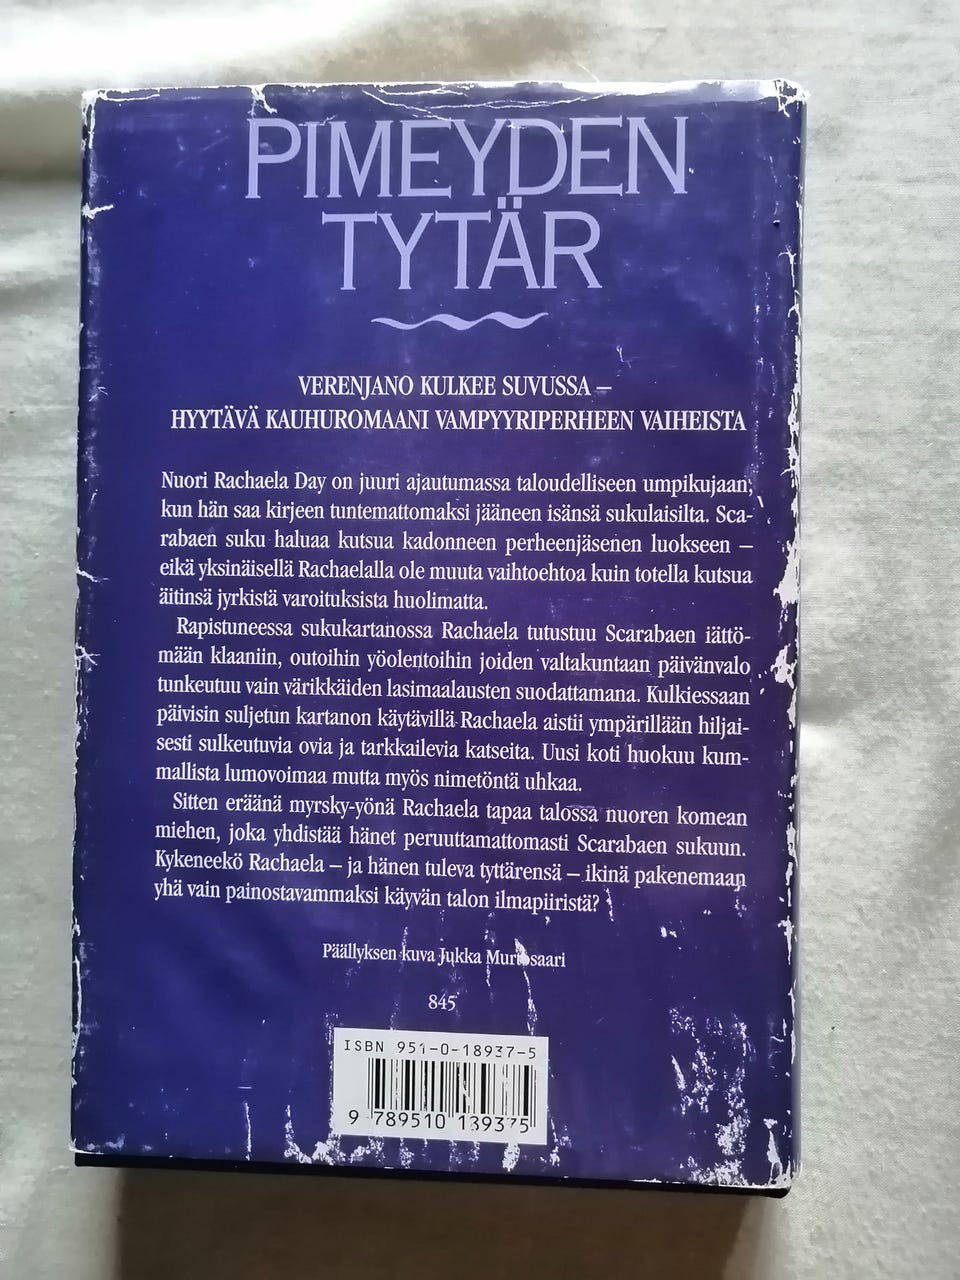 PIMEYDEN
TYTÄR
VERENJANO KULKEE SUVUSSA –
HYYTÄVÄ KAUHUROMAANI VAMPYYRIPERHEEN VAIHEISTA
Nuori Rachaela Day on juuri ajautumassa taloudelliseen umpikujaan,
kun hän saa kirjeen tuntemattomaksi jääneen isänsä sukulaisilta. Sca-
rabaen suku haluaa kutsua kadonneen perheenjäsenen luokseen –
eikä yksinäisellä Rachaelalla ole muuta vaihtoehtoa kuin totella kutsua
äitinsä jyrkistä varoituksista huolimatta.
Rapistuneessa sukukartanossa Rachaela tutustuu Scarabaen iättö-
mään klaaniin, outoihin yöolentoihin joiden valtakuntaan päivänvalo
tunkeutuu vain värikkäiden lasimaalausten suodattamana. Kulkiessaan
päivisin suljetun kartanon käytävillä Rachaela aistii ympärillään hiljai-
sesti sulkeutuvia ovia ja tarkkailevia katseita. Uusi koti huokuu kum-
mallista lumovoimaa mutta myös nimetöntä uhkaa.
Sitten eräänä myrsky-yönä Rachaela tapaa talossa nuoren komean
miehen, joka yhdistää hänet peruuttamattomasti Scarabaen sukuun.
Kykeneekö Rachaela – ja hänen tuleva tyttärensä – ikinä pakenemaan
yhä vain painostavammaksi käyvän talon ilmapiiristä?
Päällyksen kuva Jukka Murtosaari
845
ISBN 951-0-18937-5
9 789510 189375